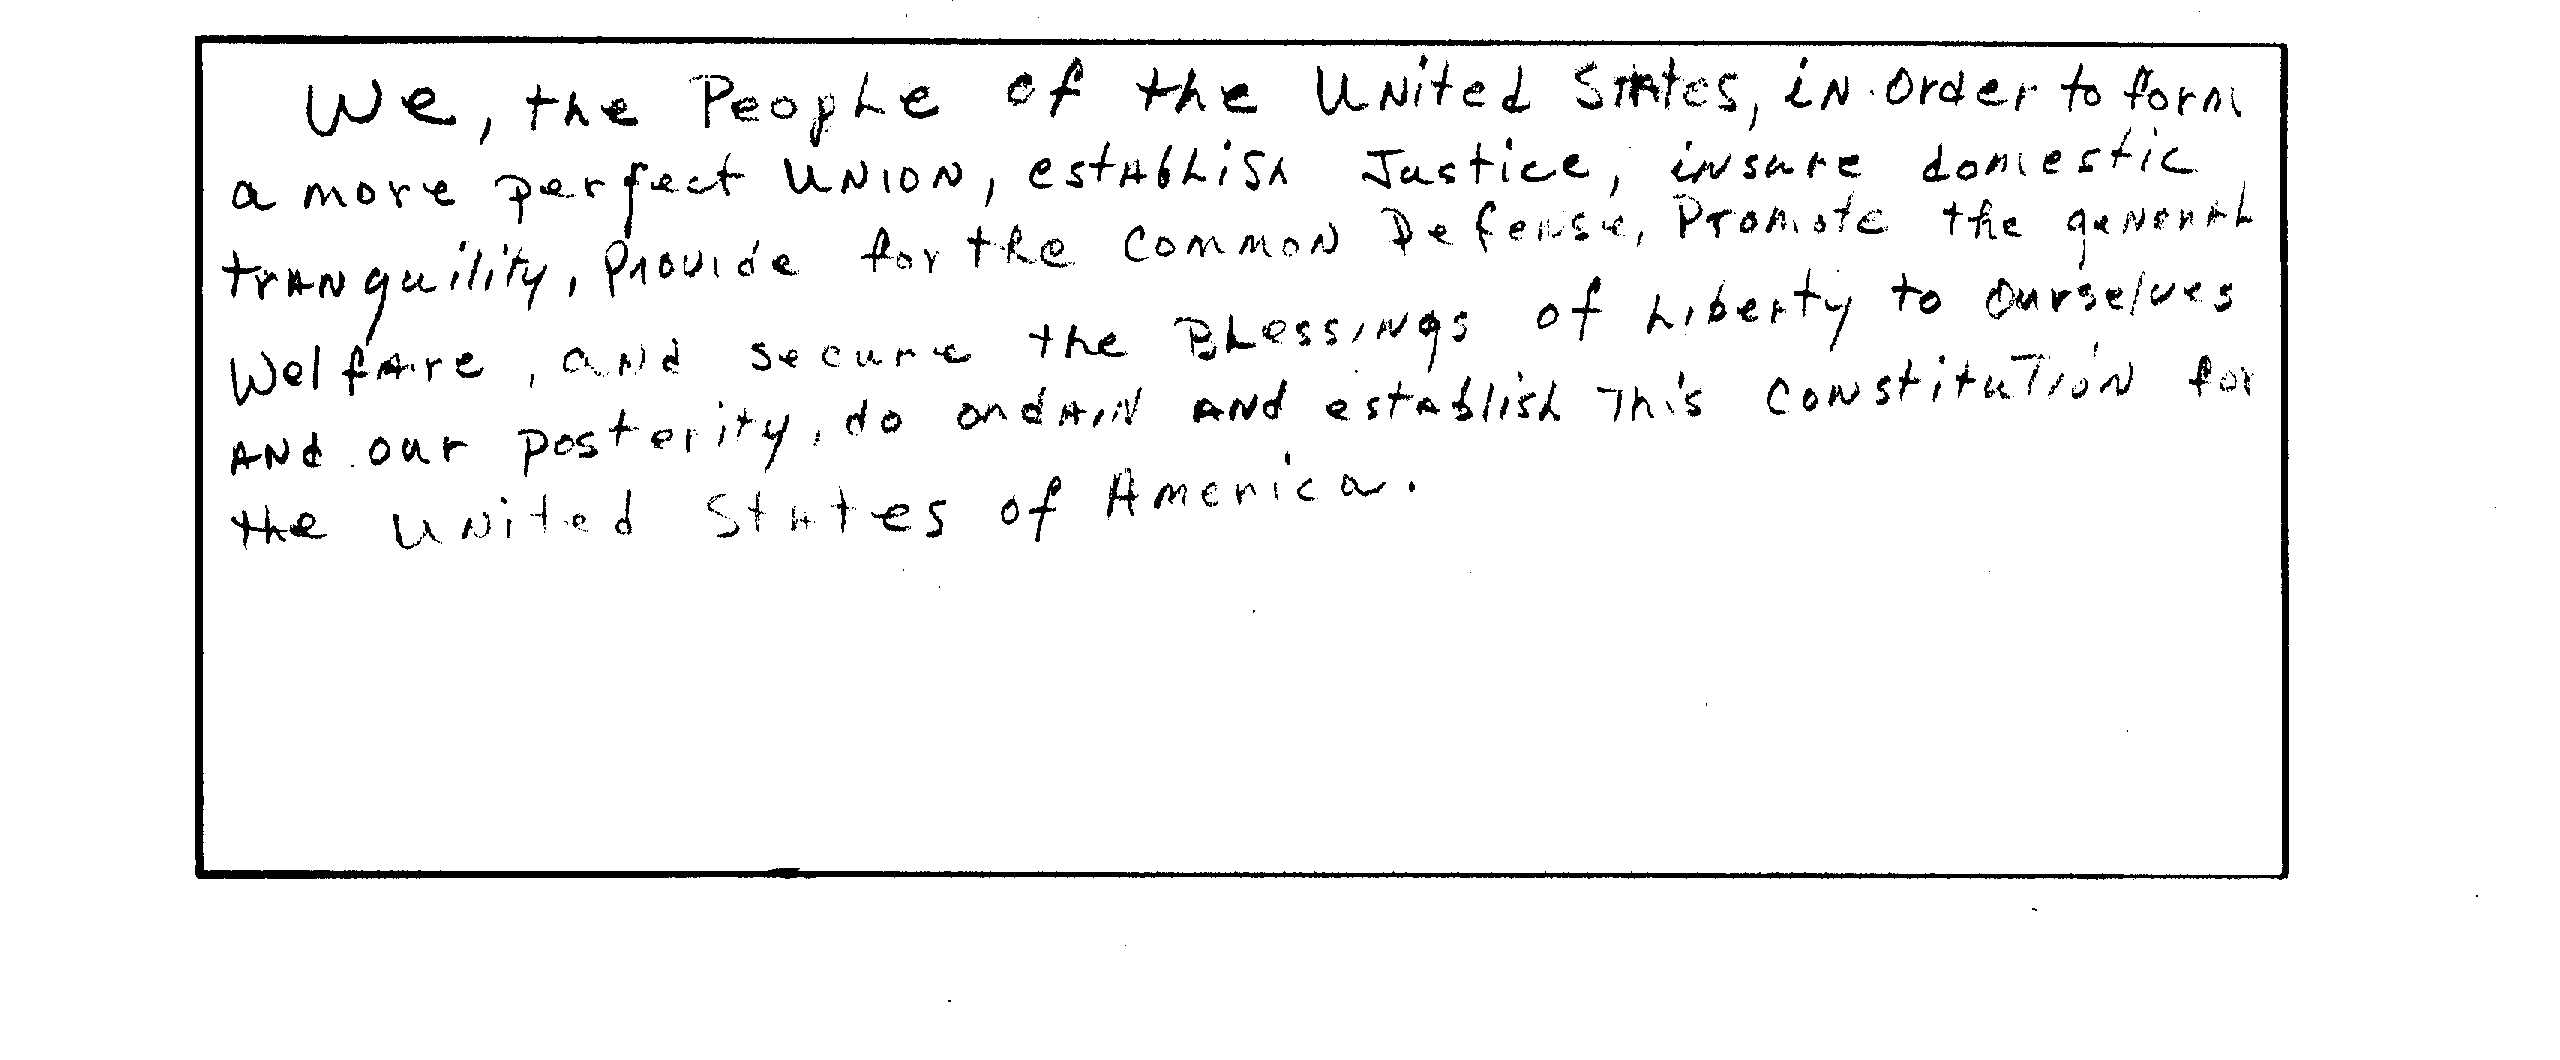 We, the People of the United States, in order to form
a more perfect Union, establish Justice, insure domestic
tranquility, Provide for the common Defense, Promote the general
Welfare, and secure the Blessings of Liberty to ourselves
and our posterity, do ordain and establish This Constitution for
the United States of America.